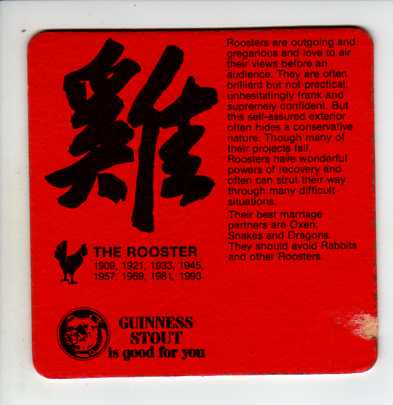 雞
THE ROOSTER
1909, 1921, 1933, 1945,
1957, 1969, 1981, 1993.
GUINNESS
STOUT
is good for you
Roosters are outgoing and
gregarious and love to air
their views before an
audience. They are often
brilliant but not practical,
unhesitatingly frank and
supremely confident. But
this self-assured exterior
often hides a conservative
nature. Though many of
their projects fail,
Roosters have wonderful
powers of recovery and
often can strut their way
through many difficult
situations.
Their best marriage
partners are Oxen,
Snakes and Dragons.
They should avoid Rabbits
and other Roosters.